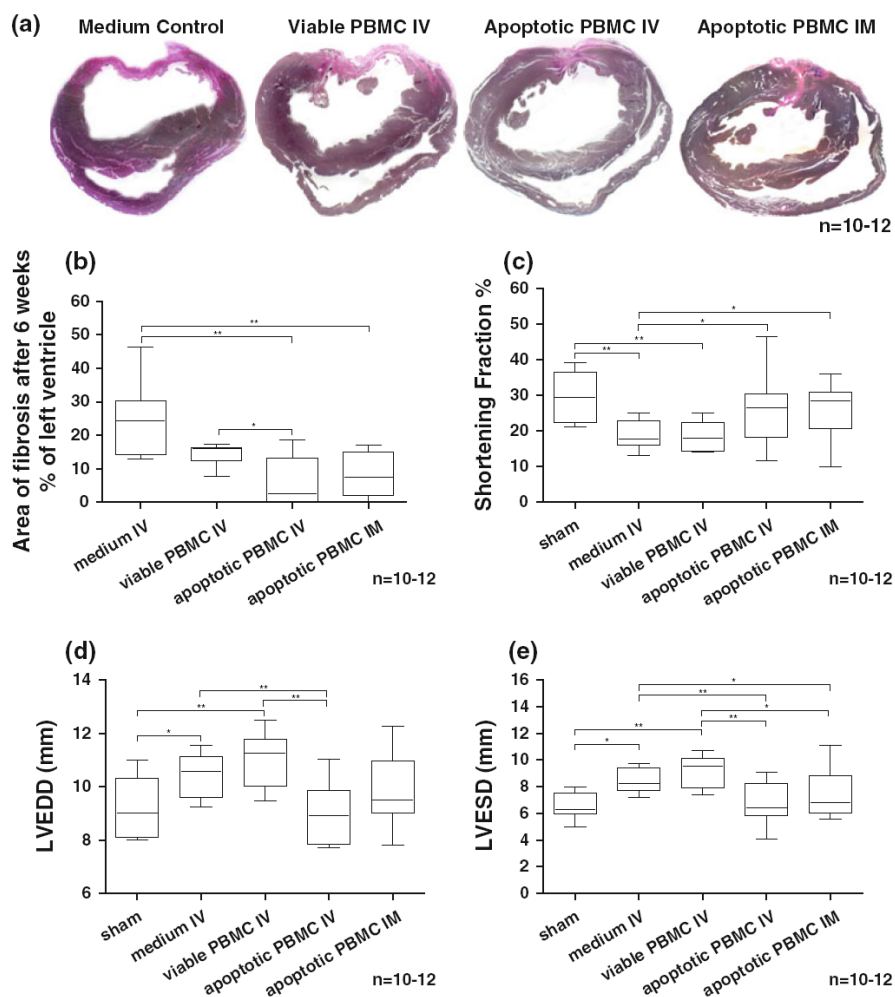 (a)
Medium Control
Viable PBMC IV
Apoptotic PBMC IV
Apoptotic PBMC IM
n=10-12
(b)
Area of fibrosis after 6 weeks
% of left ventricle
60
50
40
30
20
10
0
**
**
*
medium IV
viable PBMC IV
apoptotic PBMC IV
apoptotic PBMC IM
n=10-12
(c)
Shortening Fraction %
60
50
40
30
20
10
0
*
*
**
**
sham
medium IV
viable PBMC IV
apoptotic PBMC IV
apoptotic PBMC IM
n=10-12
(d)
LVEDD (mm)
14
12
10
8
6
**
**
**
*
sham
medium IV
viable PBMC IV
apoptotic PBMC IV
apoptotic PBMC IM
n=10-12
(e)
LVESD (mm)
16
14
12
10
8
6
4
2
0
*
**
*
**
**
*
sham
medium IV
viable PBMC IV
apoptotic PBMC IV
apoptotic PBMC IM
n=10-12